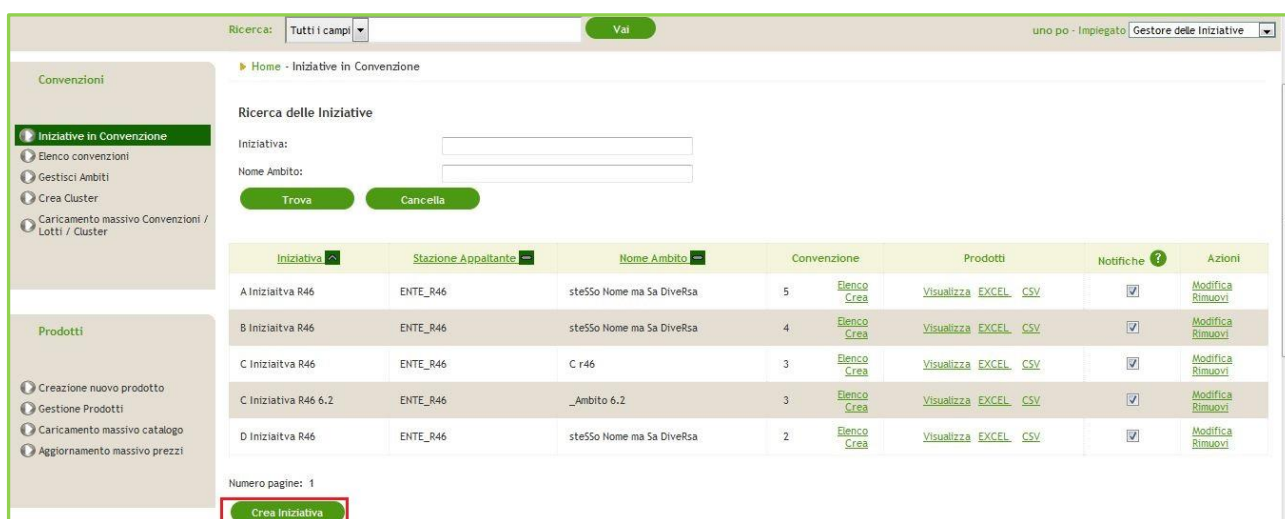 Ricerca: Tutti i campi Vai uno po - Impiegato Gestore delle Iniziative
Convenzioni
Iniziative in Convenzione
Elenco convenzioni
Gestisci Ambiti
Crea Cluster
Caricamento massivo Convenzioni /
Lotti / Cluster
Prodotti
Creazione nuovo prodotto
Gestione Prodotti
Caricamento massivo catalogo
Aggiornamento massivo prezzi
Home - Iniziative in Convenzione
Ricerca delle Iniziative
Iniziativa:
Nome Ambito:
Trova Cancella
Iniziativa Stazione Appaltante Nome Ambito Convenzione Prodotti Notifiche ? Azioni
A Iniziaitva R46 ENTE_R46 steSSo Nome ma Sa DiveRsa 5 Elenco Crea Visualizza EXCEL CSV Modifica Rimuovi
B Iniziaitva R46 ENTE_R46 steSSo Nome ma Sa DiveRsa 4 Elenco Crea Visualizza EXCEL CSV Modifica Rimuovi
C Iniziaitva R46 ENTE_R46 C r46 3 Elenco Crea Visualizza EXCEL CSV Modifica Rimuovi
C Iniziativa R46 6.2 ENTE_R46 _Ambito 6.2 3 Elenco Crea Visualizza EXCEL CSV Modifica Rimuovi
D Iniziaitva R46 ENTE_R46 steSSo Nome ma Sa DiveRsa 2 Elenco Crea Visualizza EXCEL CSV Modifica Rimuovi
Numero pagine: 1
Crea Iniziativa